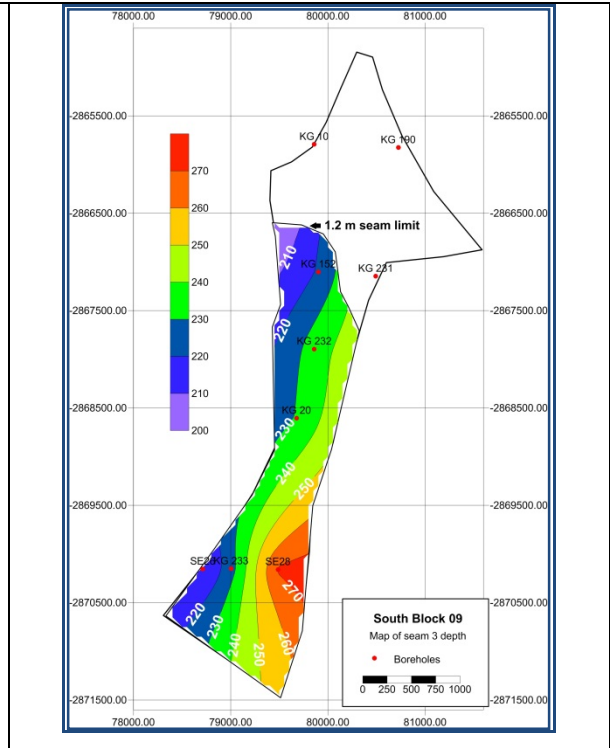 78000.00 79000.00 80000.00 81000.00
-2865500.00 -2865500.00
KG 10 KG 190
270
-2866500.00 260 1.2 m seam limit -2866500.00
250
210
240 KG 152 KG 231
-2867500.00 230 -2867500.00
220
220 KG 232
210
200
-2868500.00 KG 20 -2868500.00
230
240
250
-2869500.00 -2869500.00
KG 233 SE28
270
-2870500.00 220 -2870500.00
230
240 260
250
South Block 09
Map of seam 3 depth
Boreholes
0 250 500 750 1000
-2871500.00 -2871500.00
78000.00 79000.00 80000.00 81000.00